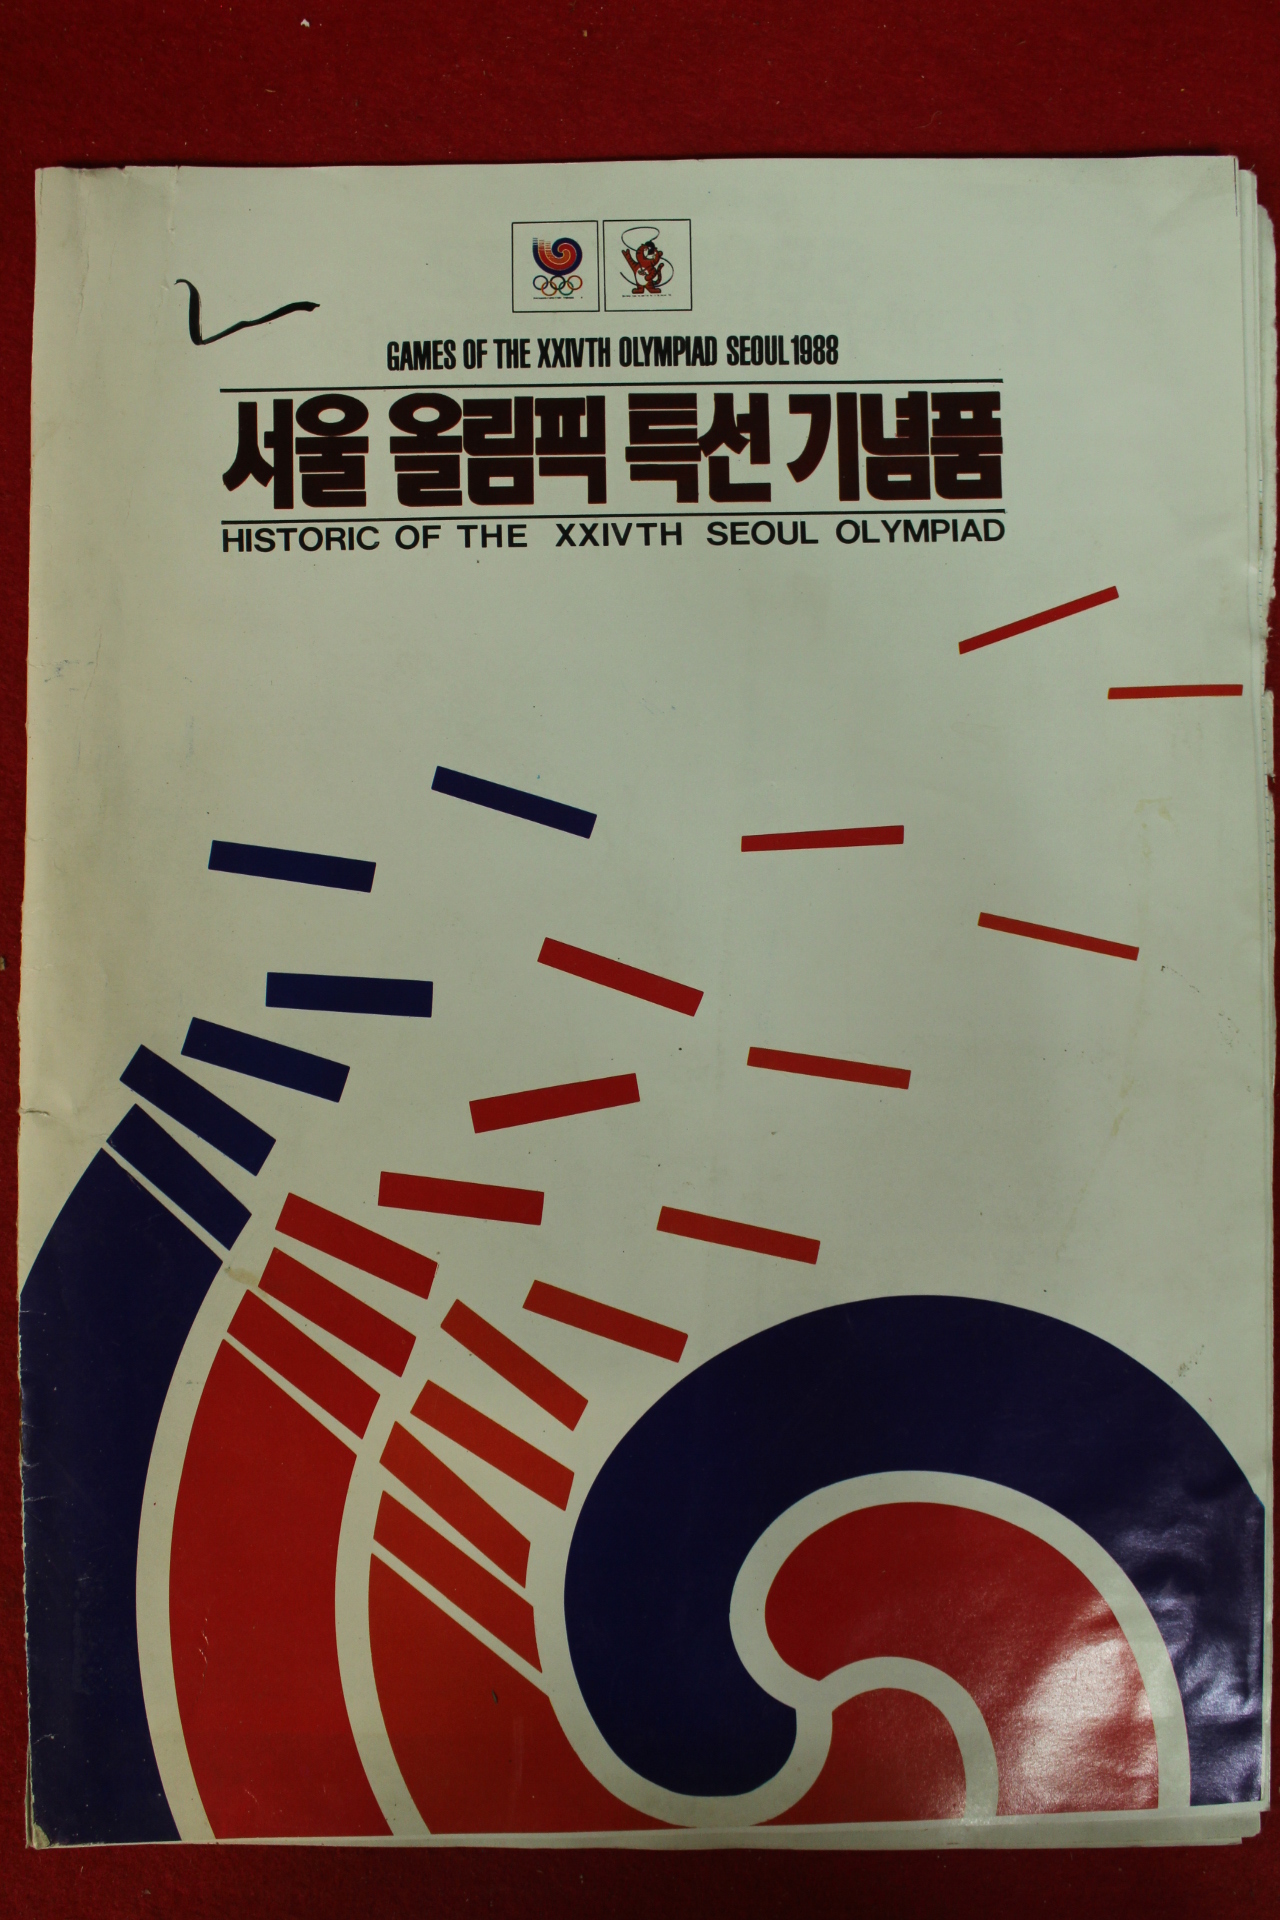 GAMES OF THE XXIVTH OLYMPIAD SEOUL 1988
서울 올림픽 특선 기념품
HISTORIC OF THE XXIVTH SEOUL OLYMPIAD